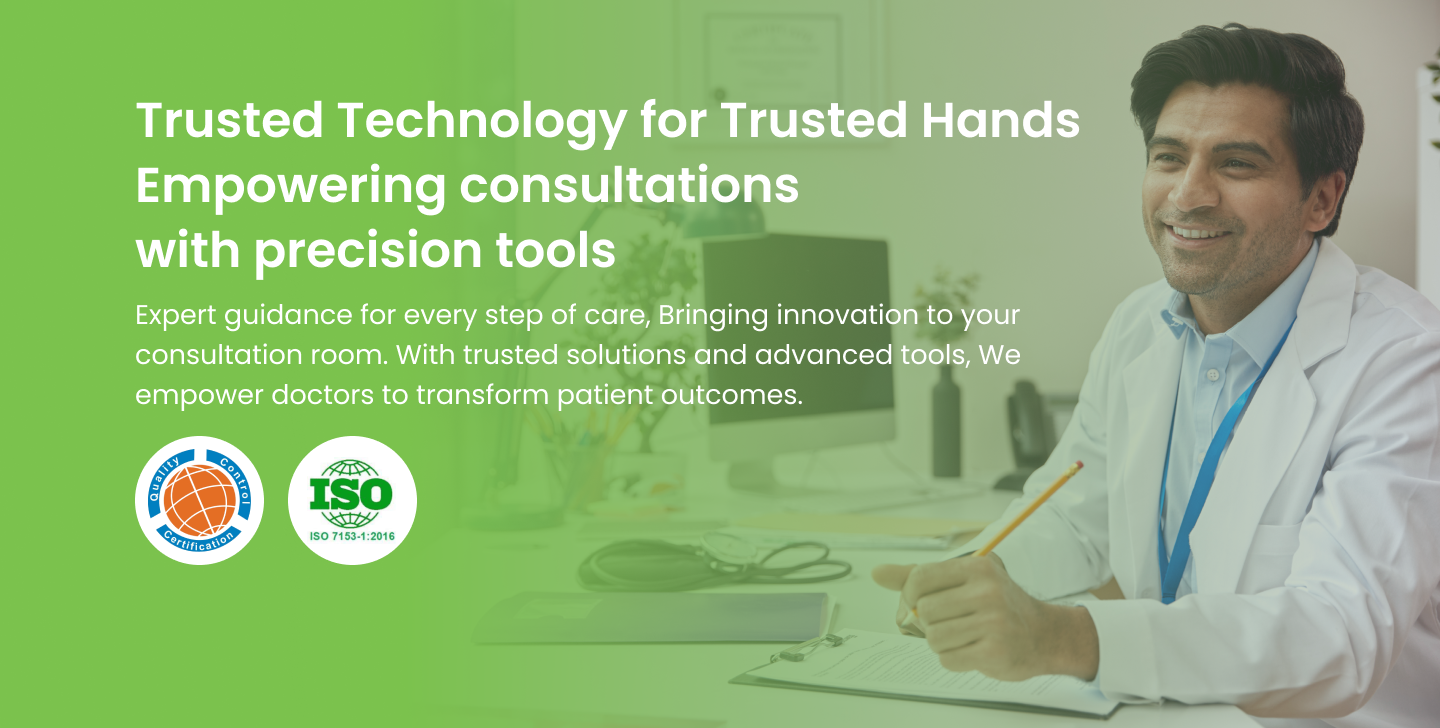 Trusted Technology for Trusted Hands
Empowering consultations
with precision tools
Expert guidance for every step of care, Bringing innovation to your
consultation room. With trusted solutions and advanced tools, We
empower doctors to transform patient outcomes.
Quality Control
Certification
ISO
ISO 7153-1:2016